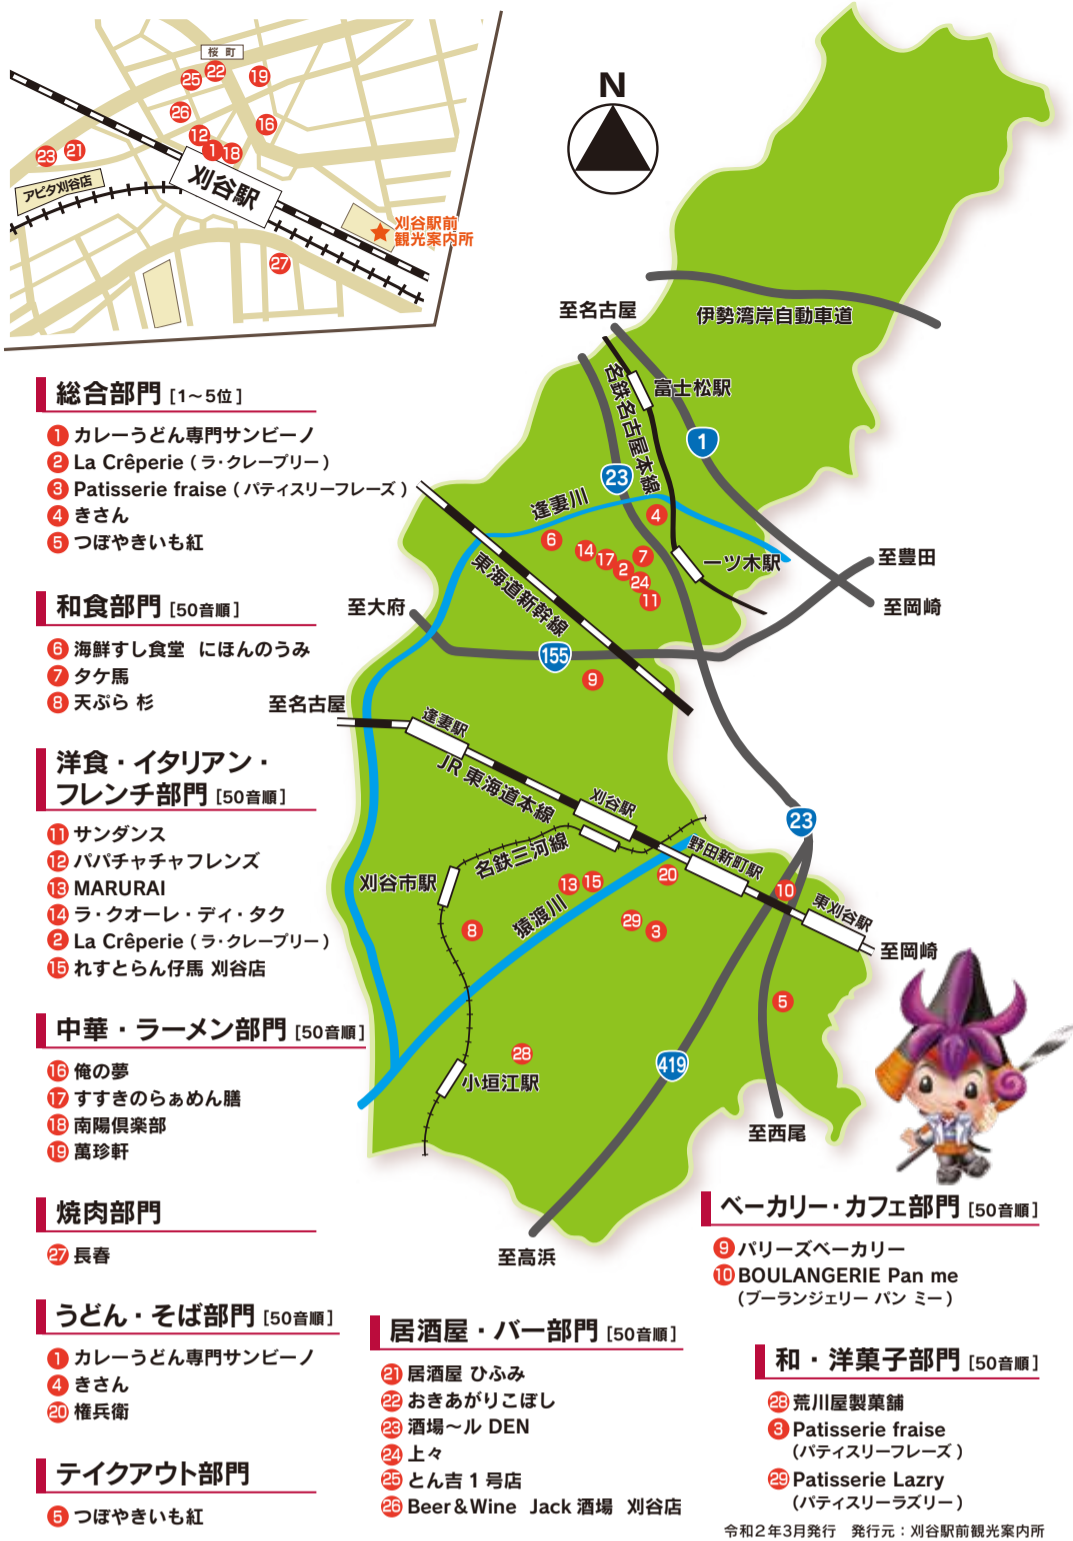 桜 町
25
22
19
26
16
12
1
18
23
21
アピタ刈谷店
刈谷駅
刈谷駅前
観光案内所
27
N
至名古屋
伊勢湾岸自動車道
名鉄名古屋本線
富士松駅
1
23
逢妻川
4
6
14
17
2
7
24
11
一ツ木駅
至豊田
至岡崎
東海道新幹線
至大府
155
9
至名古屋
逢妻駅
JR 東海道本線
刈谷駅
23
名鉄三河線
野田新町駅
刈谷市駅
13
15
20
10
東刈谷駅
猿渡川
8
29
3
至岡崎
5
28
419
小垣江駅
至西尾
至高浜
総合部門 [1～5位]
1 カレーうどん専門サンビーノ
2 La Crêperie ( ラ・クレープリー )
3 Patisserie fraise ( パティスリーフレーズ )
4 きさん
5 つぼやきいも紅
和食部門 [50音順]
6 海鮮すし食堂 にほんのうみ
7 タケ馬
8 天ぷら 杉
洋食・イタリアン・
フレンチ部門 [50音順]
11 サンダンス
12 パパチャチャフレンズ
13 MARURAI
14 ラ・クオーレ・ディ・タク
2 La Crêperie ( ラ・クレープリー )
15 れすとらん仔馬 刈谷店
中華・ラーメン部門 [50音順]
16 俺の夢
17 すすきのらぁめん膳
18 南陽倶楽部
19 萬珍軒
焼肉部門
27 長春
うどん・そば部門 [50音順]
1 カレーうどん専門サンビーノ
4 きさん
20 権兵衛
テイクアウト部門
5 つぼやきいも紅
居酒屋・バー部門 [50音順]
21 居酒屋 ひふみ
22 おきあがりこぼし
23 酒場～ル DEN
24 上々
25 とん吉 1 号店
26 Beer＆Wine Jack 酒場 刈谷店
ベーカリー・カフェ部門 [50音順]
9 パリーズベーカリー
10 BOULANGERIE Pan me
( ブーランジェリー パン ミー )
和・洋菓子部門 [50音順]
28 荒川屋製菓舗
3 Patisserie fraise
( パティスリーフレーズ )
29 Patisserie Lazry
( パティスリーラズリー )
令和2年3月発行 発行元：刈谷駅前観光案内所